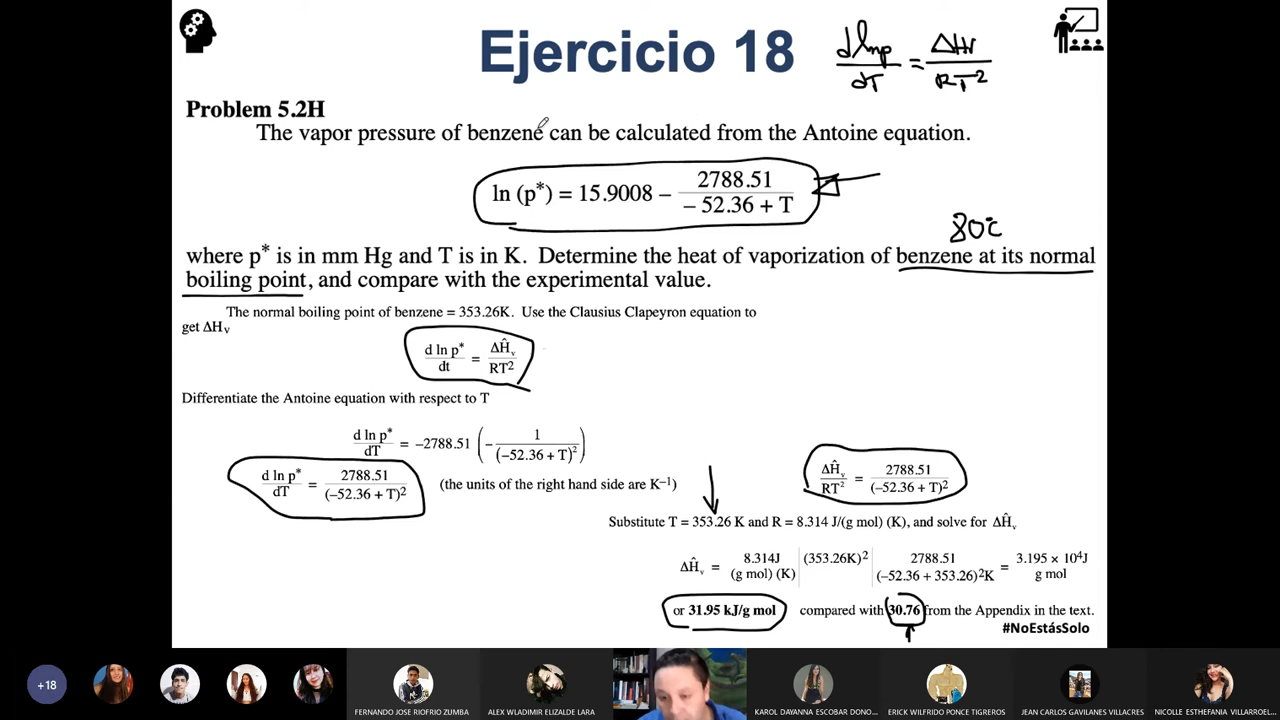 Ejercicio 18
d ln p / dT = ΔHv / RT²
Problem 5.2H
The vapor pressure of benzene can be calculated from the Antoine equation.
ln (p*) = 15.9008 – 2788.51 / – 52.36 + T
80°C
where p* is in mm Hg and T is in K. Determine the heat of vaporization of benzene at its normal
boiling point, and compare with the experimental value.
The normal boiling point of benzene = 353.26K. Use the Clausius Clapeyron equation to
get ΔHv
d ln p* / dt = ΔĤv / RT²
Differentiate the Antoine equation with respect to T
d ln p* / dT = –2788.51 (– 1 / (–52.36 + T)²)
d ln p* / dT = 2788.51 / (–52.36 + T)² (the units of the right hand side are K⁻¹)
ΔĤv / RT² = 2788.51 / (–52.36 + T)²
Substitute T = 353.26 K and R = 8.314 J/(g mol) (K), and solve for ΔĤv
ΔĤv = 8.314J / (g mol) (K) | (353.26K)² | 2788.51 / (–52.36 + 353.26)²K = 3.195 × 10⁴J / g mol
or 31.95 kJ/g mol compared with 30.76 from the Appendix in the text.
#NoEstásSolo
+18
FERNANDO JOSE RIOFRIO ZUMBA
ALEX WLADIMIR ELIZALDE LARA
KAROL DAYANNA ESCOBAR DONO...
ERICK WILFRIDO PONCE TIGREROS
JEAN CARLOS GAVILANES VILLACRES
NICOLLE ESTHEFANIA VILLARROEL...